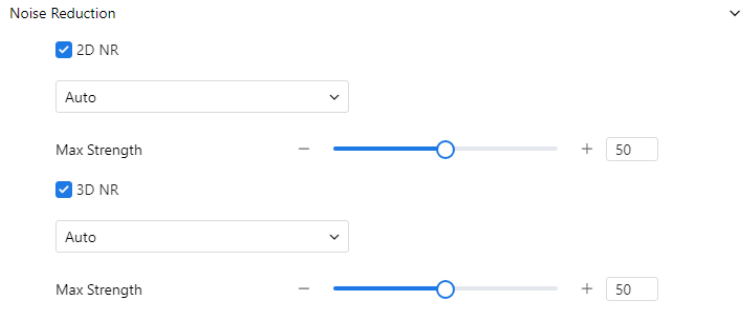 Noise Reduction
2D NR
Auto
Max Strength − + 50
3D NR
Auto
Max Strength − + 50